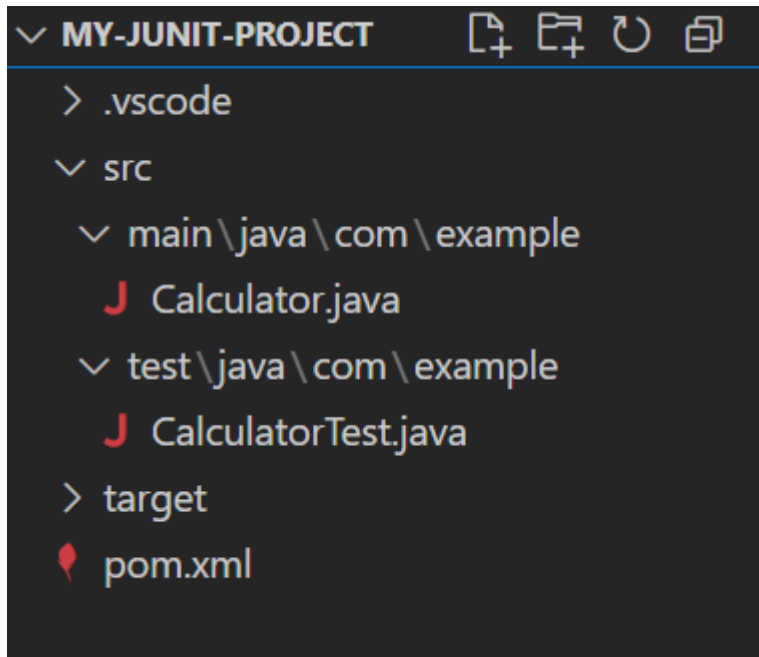 MY-JUNIT-PROJECT
.vscode
src
main\java\com\example
Calculator.java
test\java\com\example
CalculatorTest.java
target
pom.xml